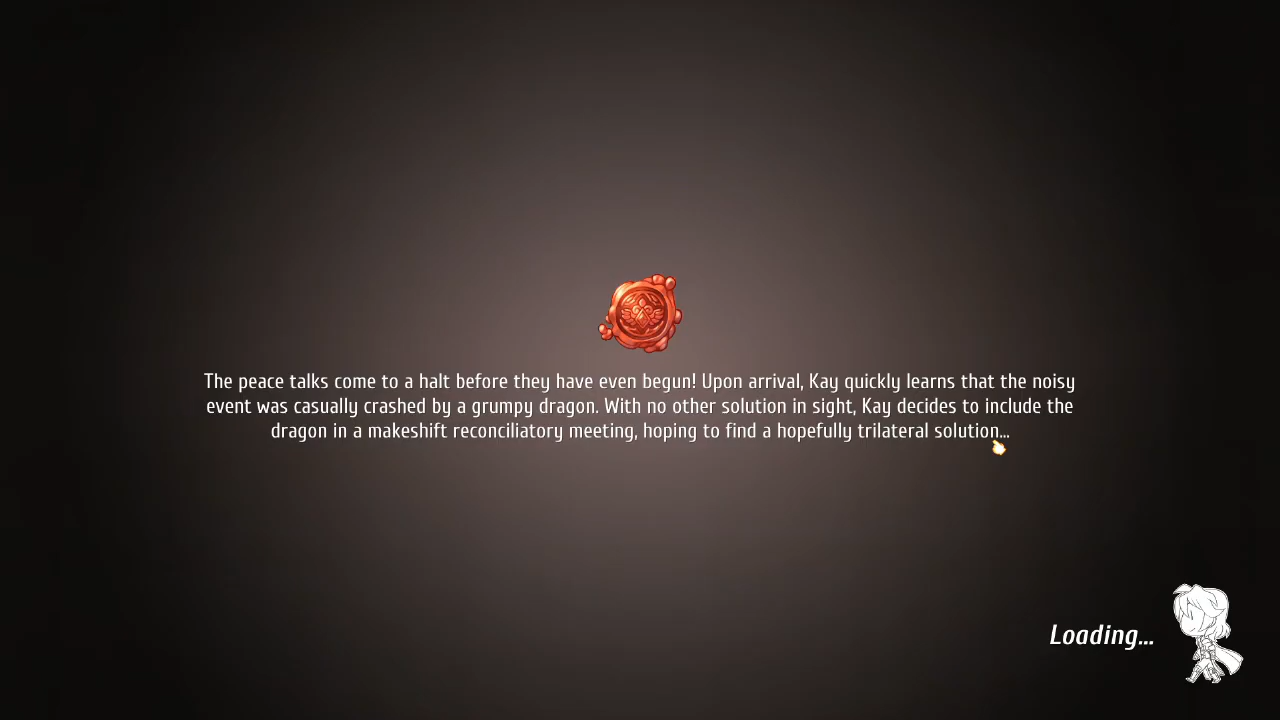 The peace talks come to a halt before they have even begun! Upon arrival, Kay quickly learns that the noisy
event was casually crashed by a grumpy dragon. With no other solution in sight, Kay decides to include the
dragon in a makeshift reconciliatory meeting, hoping to find a hopefully trilateral solution...
Loading...